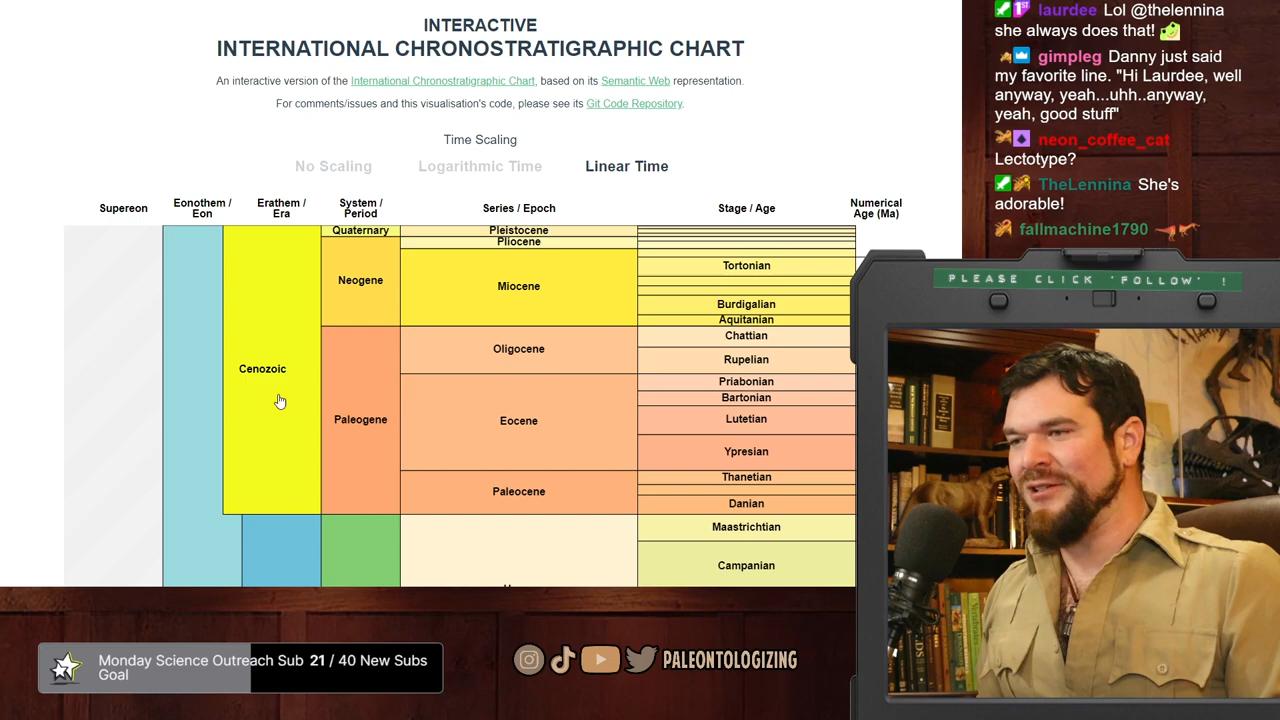 INTERACTIVE
INTERNATIONAL CHRONOSTRATIGRAPHIC CHART
An interactive version of the International Chronostratigraphic Chart, based on its Semantic Web representation.
For comments/issues and this visualisation's code, please see its Git Code Repository.
Time Scaling
No Scaling Logarithmic Time Linear Time
Supereon
Eonothem /
Eon
Erathem /
Era
System /
Period
Series / Epoch
Stage / Age
Numerical
Age (Ma)
Cenozoic
Quaternary
Neogene
Paleogene
Pleistocene
Pliocene
Miocene
Oligocene
Eocene
Paleocene
Tortonian
Burdigalian
Aquitanian
Chattian
Rupelian
Priabonian
Bartonian
Lutetian
Ypresian
Thanetian
Danian
Maastrichtian
Campanian
laurdee Lol @thelennina
she always does that!
gimpleg Danny just said
my favorite line. "Hi Laurdee, well
anyway, yeah...uhh..anyway,
yeah, good stuff"
neon_coffee_cat
Lectotype?
TheLennina She's
adorable!
fallmachine1790
PLEASE CLICK 'FOLLOW' !
Monday Science Outreach Sub 21 / 40 New Subs
Goal
PALEONTOLOGIZING